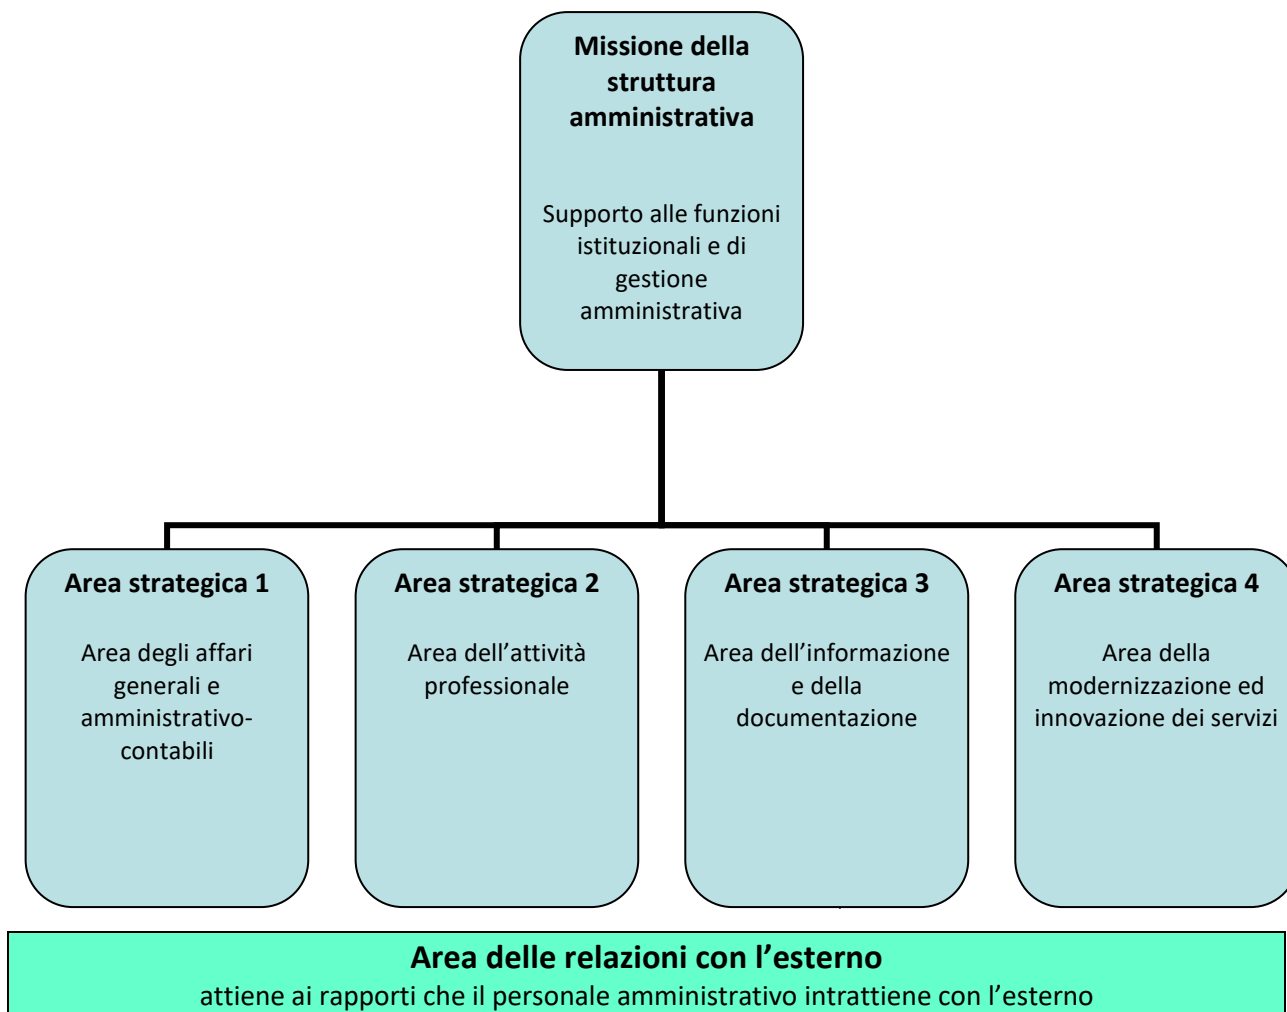 Missione della
struttura
amministrativa
Supporto alle funzioni
istituzionali e di
gestione
amministrativa
Area strategica 1
Area degli affari
generali e
amministrativo-
contabili
Area strategica 2
Area dell’attività
professionale
Area strategica 3
Area dell’informazione
e della
documentazione
Area strategica 4
Area della
modernizzazione ed
innovazione dei servizi
Area delle relazioni con l’esterno
attiene ai rapporti che il personale amministrativo intrattiene con l’esterno